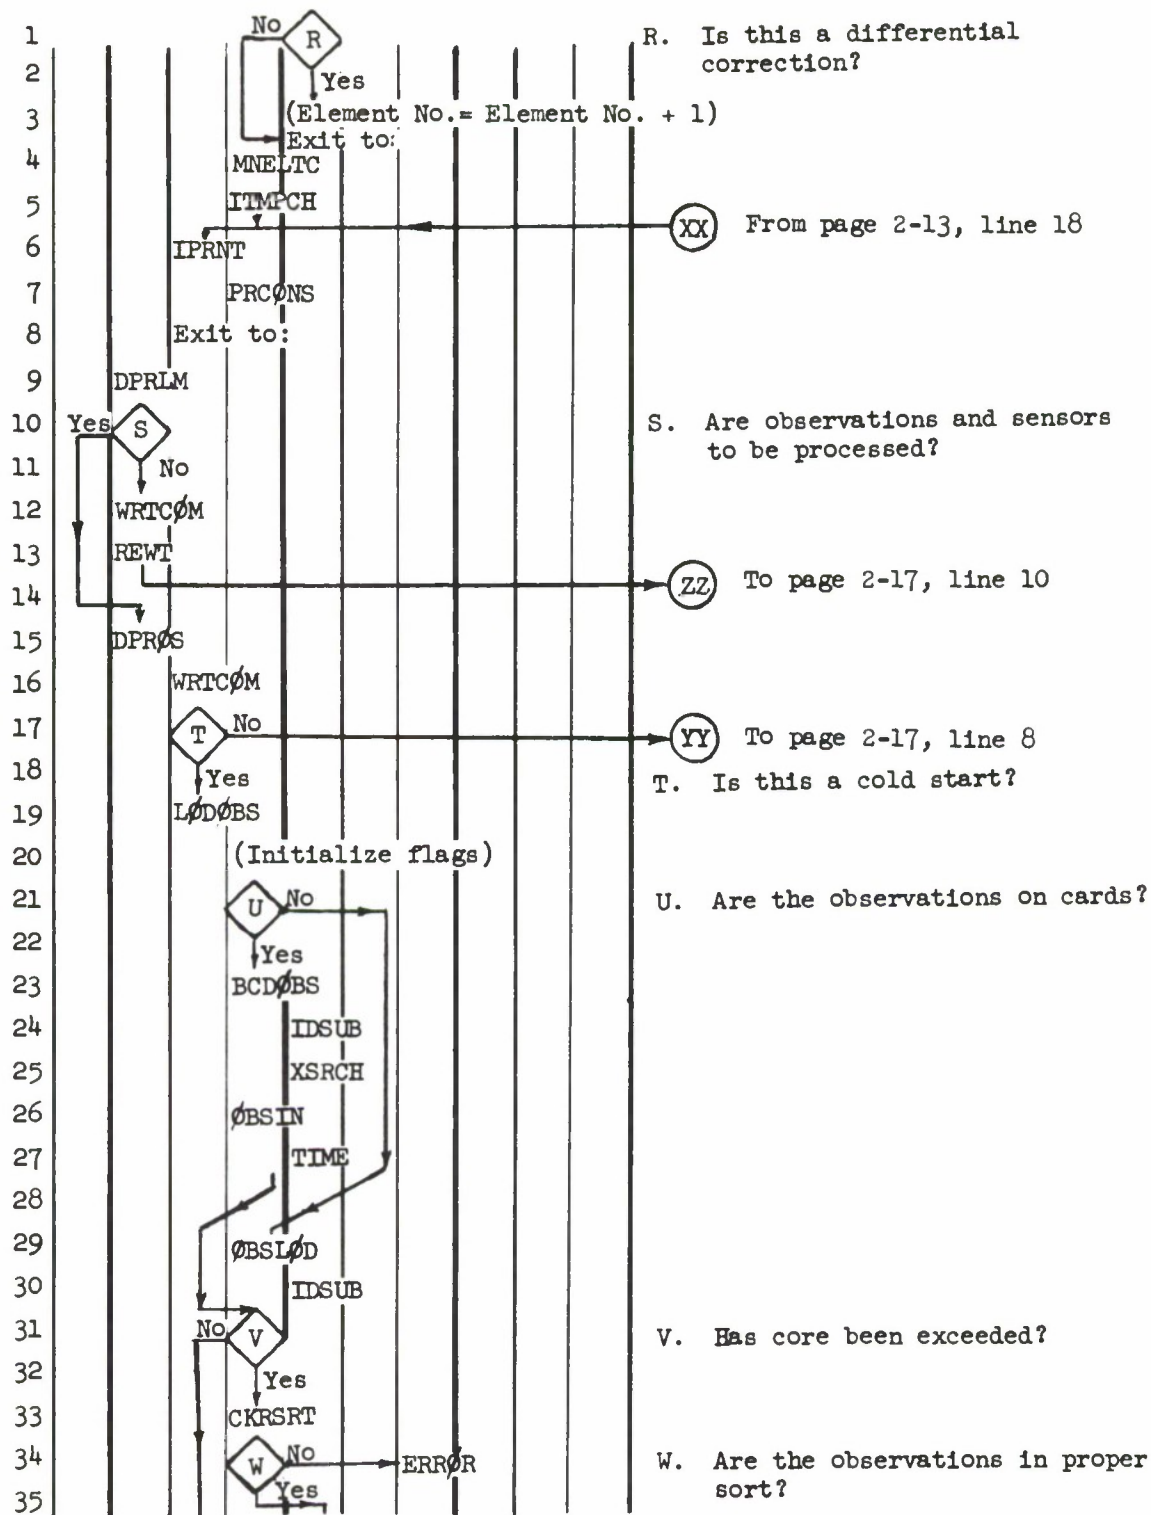 1 No R R. Is this a differential
2 Yes correction?
3 (Element No.= Element No. + 1)
Exit to:
4 MNELTC
5 ITMPCH
XX From page 2-13, line 18
6 IPRNT
7 PRCØNS
8 Exit to:
9 DPRLM
10 Yes S S. Are observations and sensors
to be processed?
11 No
12 WRTCØM
13 REWT
ZZ To page 2-17, line 10
14
15 DPRØS
16 WRTCØM
17 T No YY To page 2-17, line 8
18 Yes T. Is this a cold start?
19 LØDØBS
20 (Initialize flags)
21 U No U. Are the observations on cards?
22 Yes
23 BCDØBS
24 IDSUB
25 XSRCH
26 ØBSIN
27 TIME
28
29 ØBSLØD
30 IDSUB
31 No V V. Has core been exceeded?
32 Yes
33 CKRSRT
34 W No ERRØR W. Are the observations in proper
35 Yes sort?